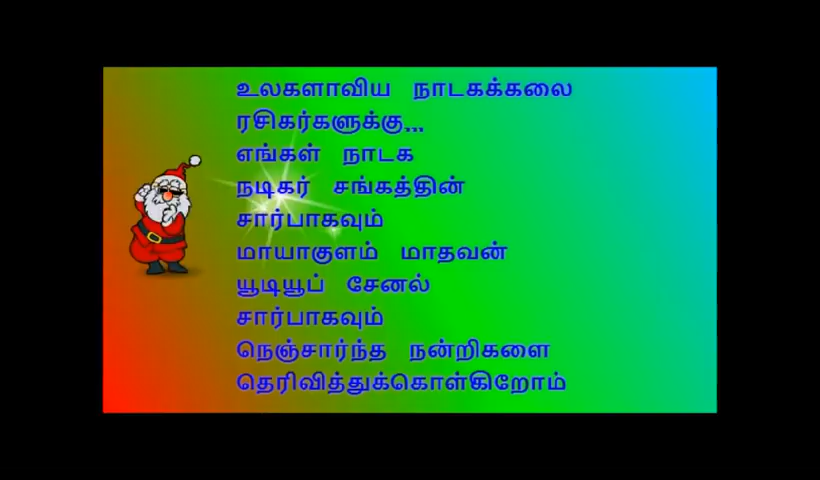 உலகளாவிய நாடகக்கலை
ரசிகர்களுக்கு...
எங்கள் நாடக
நடிகர் சங்கத்தின்
சார்பாகவும்
மாயாகுளம் மாதவன்
யூடியூப் சேனல்
சார்பாகவும்
நெஞ்சார்ந்த நன்றிகளை
தெரிவித்துக்கொள்கிறோம்